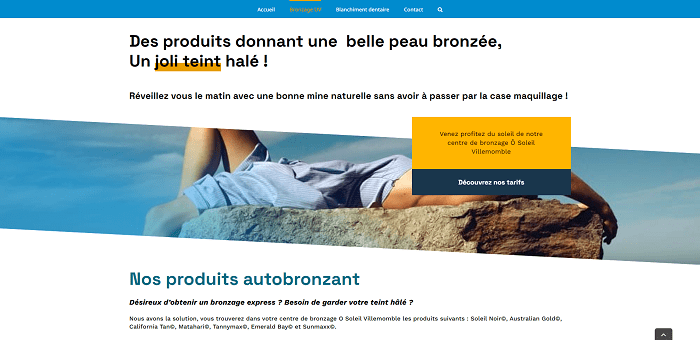 Accueil Bronzage UV Blanchiment dentaire Contact
Des produits donnant une belle peau bronzée,
Un joli teint halé !
Réveillez vous le matin avec une bonne mine naturelle sans avoir à passer par la case maquillage !
Venez profitez du soleil de notre
centre de bronzage Ô Soleil
Villemomble
Découvrez nos tarifs
Nos produits autobronzant
Désireux d'obtenir un bronzage express ? Besoin de garder votre teint hâlé ?
Nous avons la solution, vous trouverez dans votre centre de bronzage O Soleil Villemomble les produits suivants : Soleil Noir©, Australian Gold©,
California Tan©, Matahari©, Tannymax©, Emerald Bay© et Sunmaxx©.